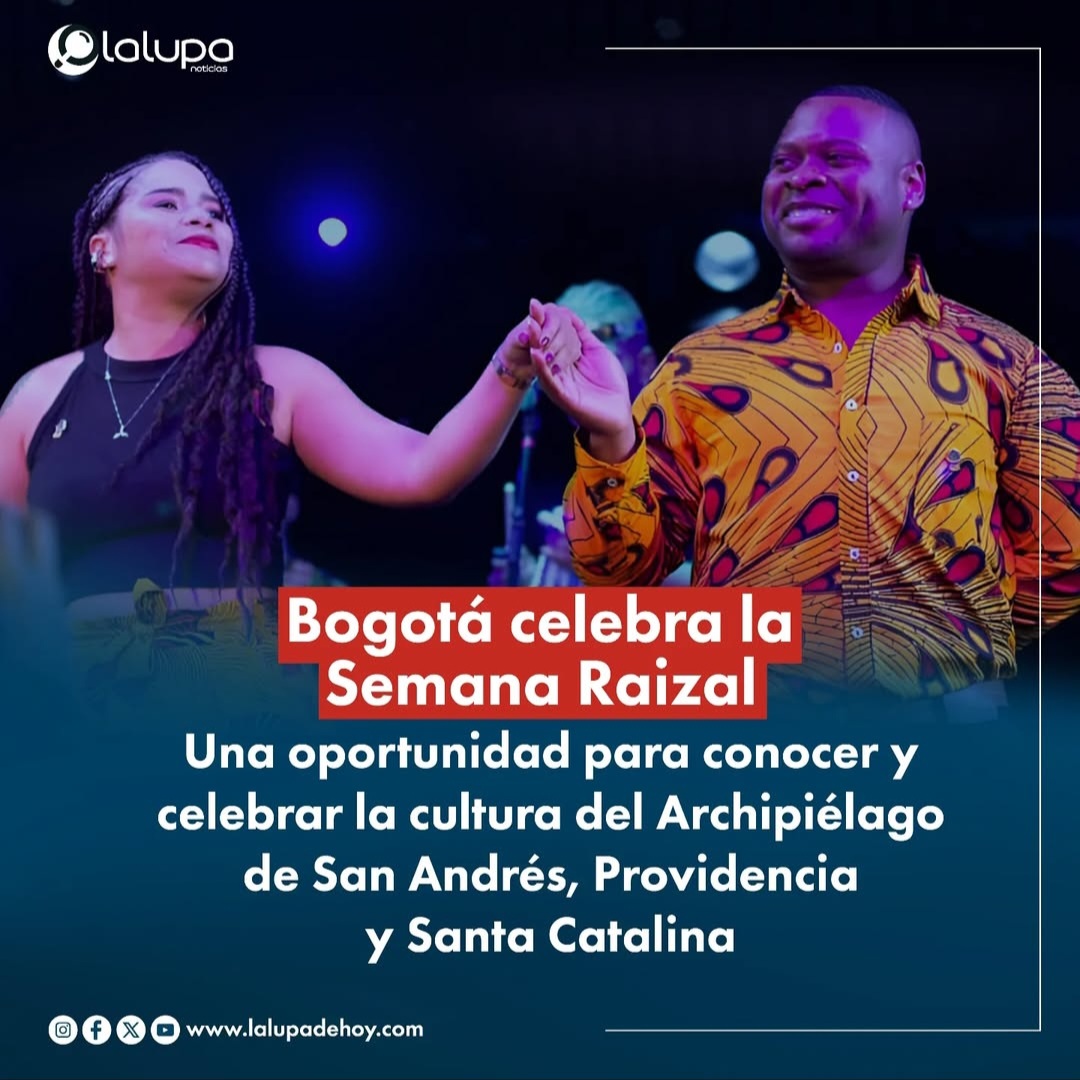 lalupa
noticias
Bogotá celebra la
Semana Raizal
Una oportunidad para conocer y
celebrar la cultura del Archipiélago
de San Andrés, Providencia
y Santa Catalina
www.lalupadehoy.com